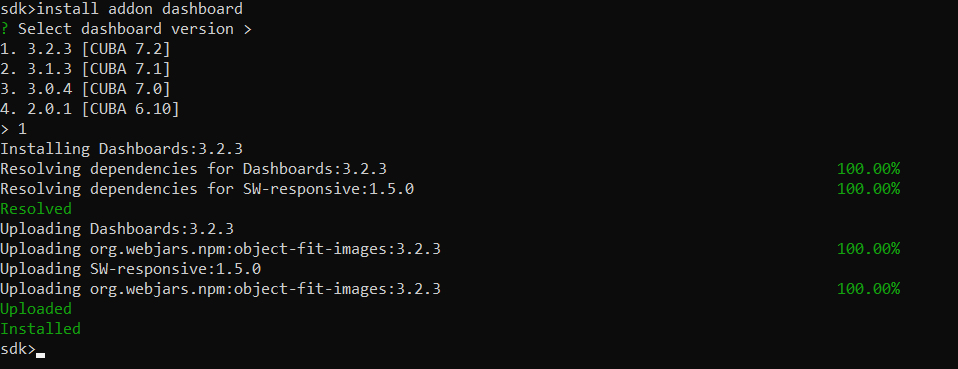 sdk>install addon dashboard
? Select dashboard version >
1. 3.2.3 [CUBA 7.2]
2. 3.1.3 [CUBA 7.1]
3. 3.0.4 [CUBA 7.0]
4. 2.0.1 [CUBA 6.10]
> 1
Installing Dashboards:3.2.3
Resolving dependencies for Dashboards:3.2.3 100.00%
Resolving dependencies for SW-responsive:1.5.0 100.00%
Resolved
Uploading Dashboards:3.2.3
Uploading org.webjars.npm:object-fit-images:3.2.3 100.00%
Uploading SW-responsive:1.5.0
Uploading org.webjars.npm:object-fit-images:3.2.3 100.00%
Uploaded
Installed
sdk>